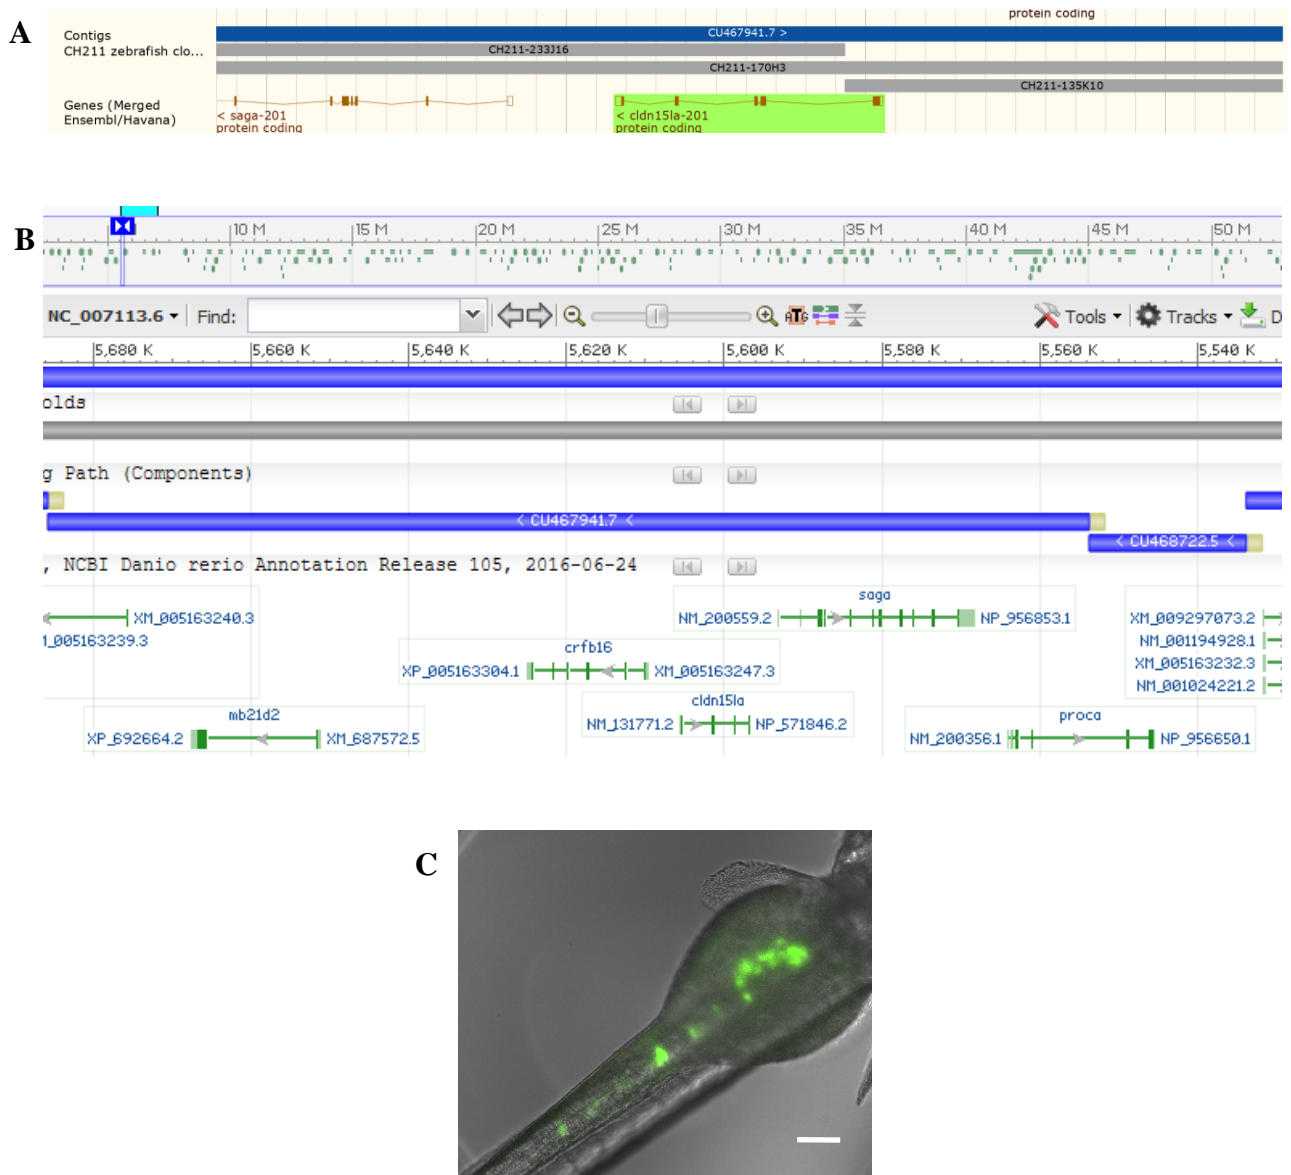 A
protein coding
Contigs
CU467941.7 >
CH211 zebrafish clo...
CH211-233J16
CH211-170H3
CH211-135K10
Genes (Merged
Ensembl/Havana)
< saga-201
protein coding
< cldn15la-201
protein coding
B
10 M 15 M 20 M 25 M 30 M 35 M 40 M 45 M 50 M
NC_007113.6 Find: ATG Tools Tracks D
5,680 K 5,660 K 5,640 K 5,620 K 5,600 K 5,580 K 5,560 K 5,540 K
olds
g Path (Components)
< CU467941.7 <
< CU468722.5 <
, NCBI Danio rerio Annotation Release 105, 2016-06-24
saga
XM_005163240.3 NM_200559.2 NP_956853.1 XM_009297073.2
1_005163239.3 NM_001194928.1
crfb16
XP_005163304.1 XM_005163247.3 XM_005163232.3
NM_001024221.2
cldn15la
mb21d2 NM_131771.2 NP_571846.2 proca
XP_692664.2 XM_687572.5 NM_200356.1 NP_956650.1
C